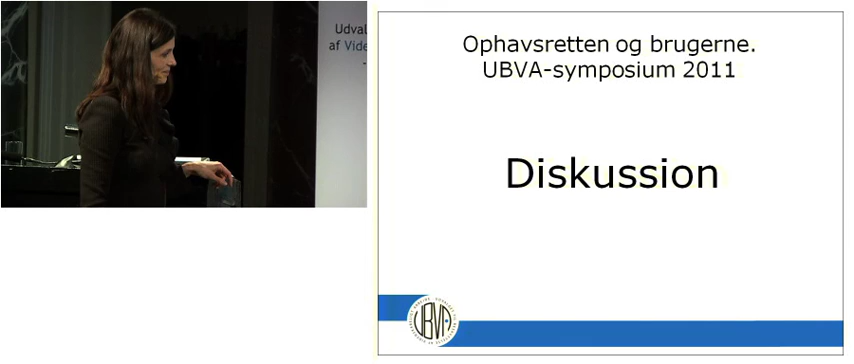 Udval
af Vide
Ophavsretten og brugerne.
UBVA-symposium 2011
Diskussion
UBVA